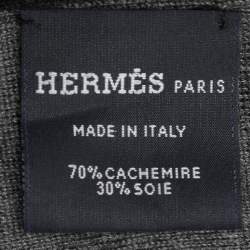 HERMÈS PARIS
MADE IN ITALY
70% CACHEMIRE
30% SOIE